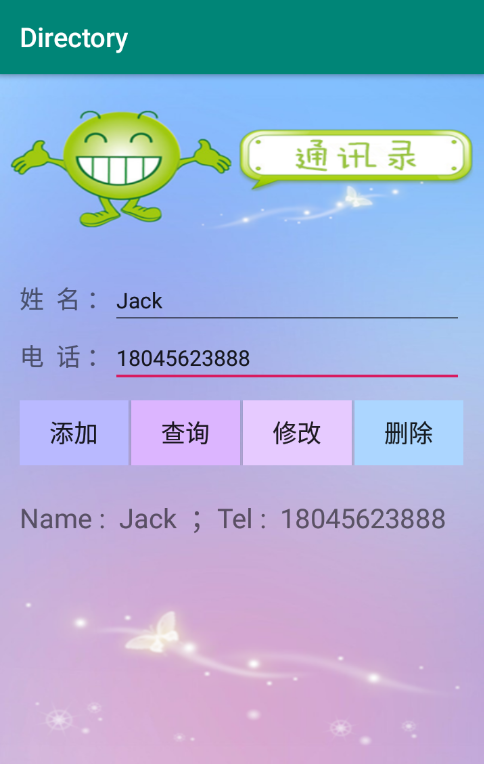 Directory
通讯录
姓 名： Jack
电 话： 18045623888
添加 查询 修改 删除
Name : Jack ； Tel : 18045623888